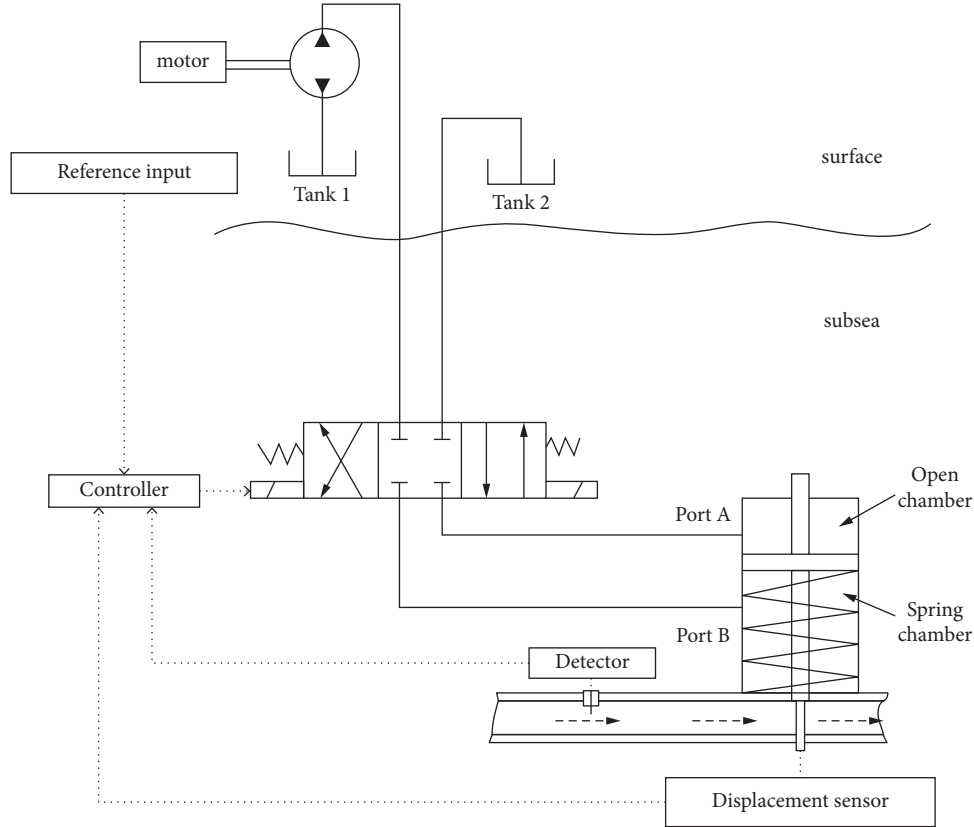 motor
Reference input
Tank 1
Tank 2
surface
subsea
Controller
Port A
Open
chamber
Port B
Spring
chamber
Detector
Displacement sensor